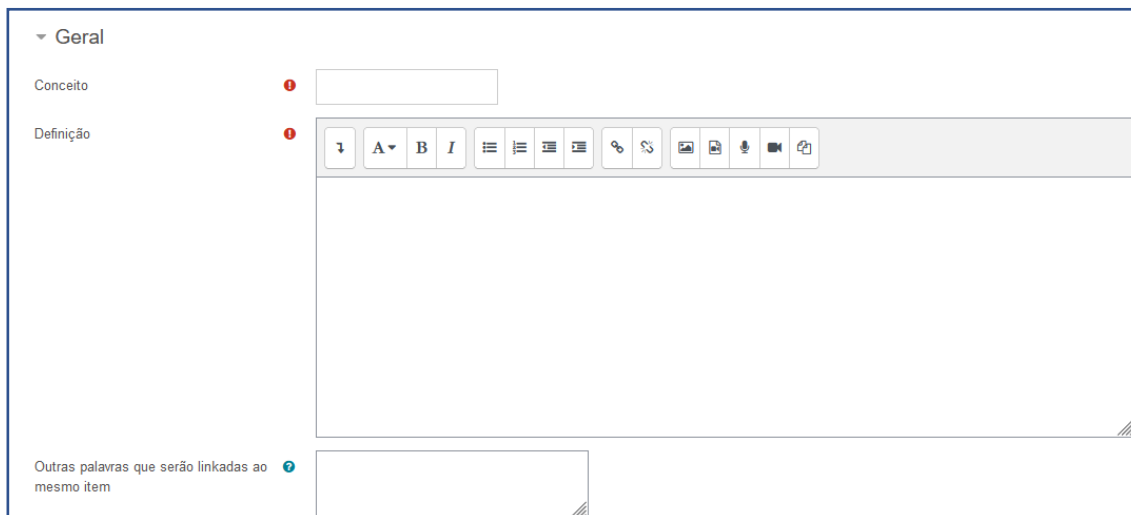 Geral
Conceito
Definição
A B I
Outras palavras que serão linkadas ao
mesmo item